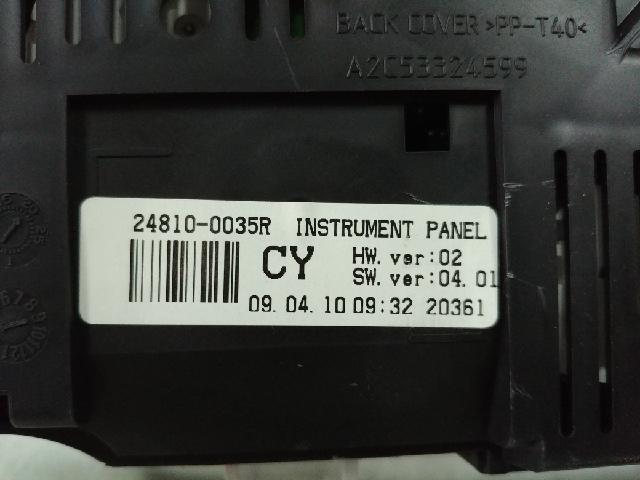 BACK COVER >PP-T40<
A2C53324599
24810-0035R INSTRUMENT PANEL
CY
HW. ver:02
SW. ver:04.01
09.04.10 09:32 20361